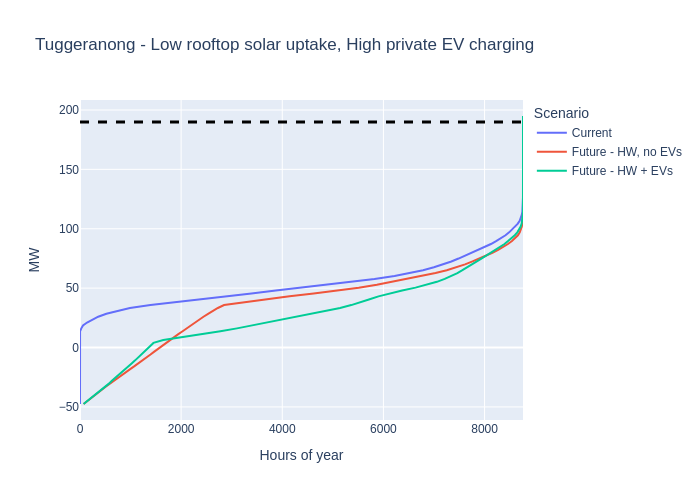 Tuggeranong - Low rooftop solar uptake, High private EV charging
MW
200
150
100
50
0
−50
0 2000 4000 6000 8000
Hours of year
Scenario
Current
Future - HW, no EVs
Future - HW + EVs